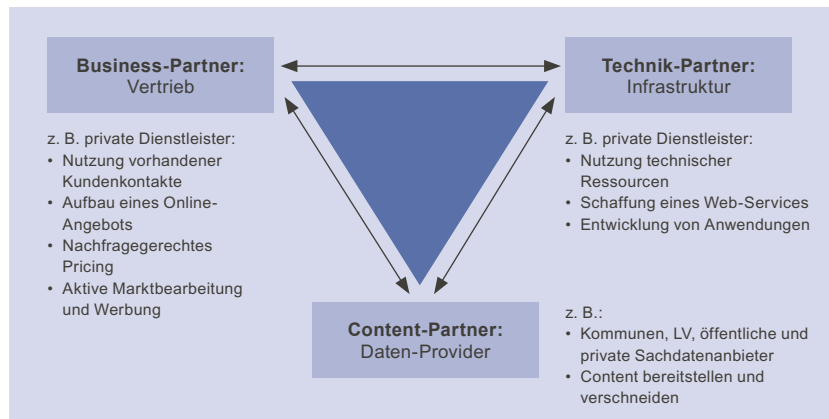 Business-Partner:
Vertrieb
Technik-Partner:
Infrastruktur
z. B. private Dienstleister:
• Nutzung vorhandener
Kundenkontakte
• Aufbau eines Online-
Angebots
• Nachfragegerechtes
Pricing
• Aktive Marktbearbeitung
und Werbung
z. B. private Dienstleister:
• Nutzung technischer
Ressourcen
• Schaffung eines Web-Services
• Entwicklung von Anwendungen
Content-Partner:
Daten-Provider
z. B.:
• Kommunen, LV, öffentliche und
private Sachdatenanbieter
• Content bereitstellen und
verschneiden